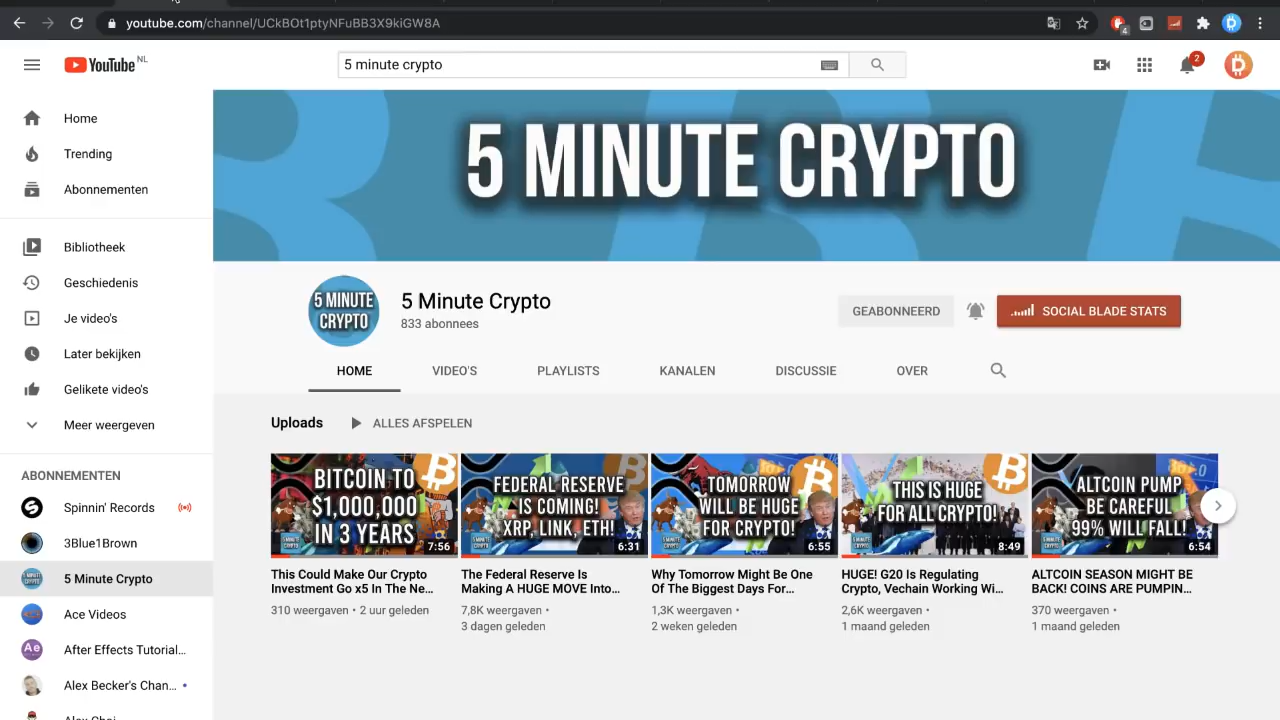 youtube.com/channel/UCkBOt1ptyNFuBB3X9kiGW8A
4
YouTube NL
5 minute crypto
2
Home
Trending
Abonnementen
Bibliotheek
Geschiedenis
Je video's
Later bekijken
Gelikete video's
Meer weergeven
ABONNEMENTEN
Spinnin' Records
3Blue1Brown
5 Minute Crypto
Ace Videos
Ae
After Effects Tutorial...
Alex Becker's Chan...
5 MINUTE CRYPTO
5 MINUTE
CRYPTO
5 Minute Crypto
833 abonnees
GEABONNEERD
SOCIAL BLADE STATS
HOME
VIDEO'S
PLAYLISTS
KANALEN
DISCUSSIE
OVER
Uploads
ALLES AFSPELEN
BITCOIN TO
$1,000,000
IN 3 YEARS
7:56
This Could Make Our Crypto
Investment Go x5 In The Ne...
310 weergaven •
2 uur geleden
FEDERAL RESERVE
IS COMING!
XRP, LINK, ETH!
6:31
The Federal Reserve Is
Making A HUGE MOVE Into...
7,8K weergaven •
3 dagen geleden
TOMORROW
WILL BE HUGE
FOR CRYPTO!
6:55
Why Tomorrow Might Be One
Of The Biggest Days For...
1,3K weergaven •
2 weken geleden
THIS IS HUGE
FOR ALL CRYPTO!
8:49
HUGE! G20 Is Regulating
Crypto, Vechain Working Wi...
2,6K weergaven •
1 maand geleden
ALTCOIN PUMP
BE CAREFUL
99% WILL FALL!
6:54
ALTCOIN SEASON MIGHT BE
BACK! COINS ARE PUMPIN...
370 weergaven •
1 maand geleden